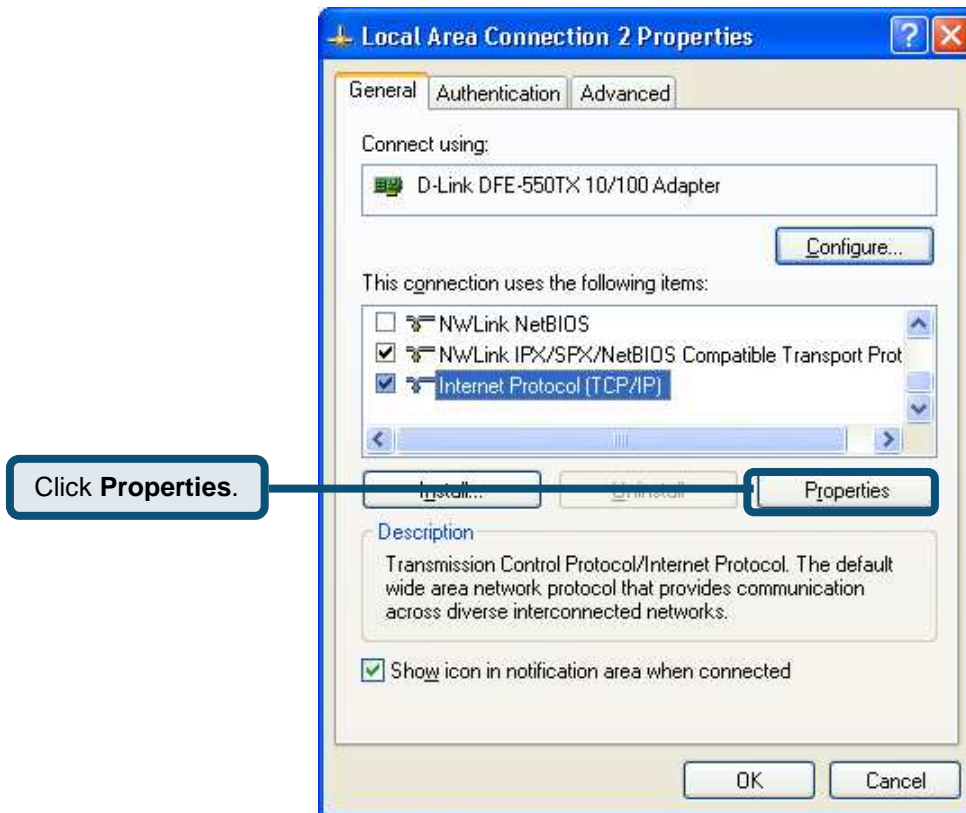 Local Area Connection 2 Properties
General Authentication Advanced
Connect using:
D-Link DFE-550TX 10/100 Adapter
Configure...
This connection uses the following items:
NWLink NetBIOS
NWLink IPX/SPX/NetBIOS Compatible Transport Prot
Internet Protocol (TCP/IP)
Click Properties.
Install...
Uninstall
Properties
Description
Transmission Control Protocol/Internet Protocol. The default
wide area network protocol that provides communication
across diverse interconnected networks.
Show icon in notification area when connected
OK
Cancel